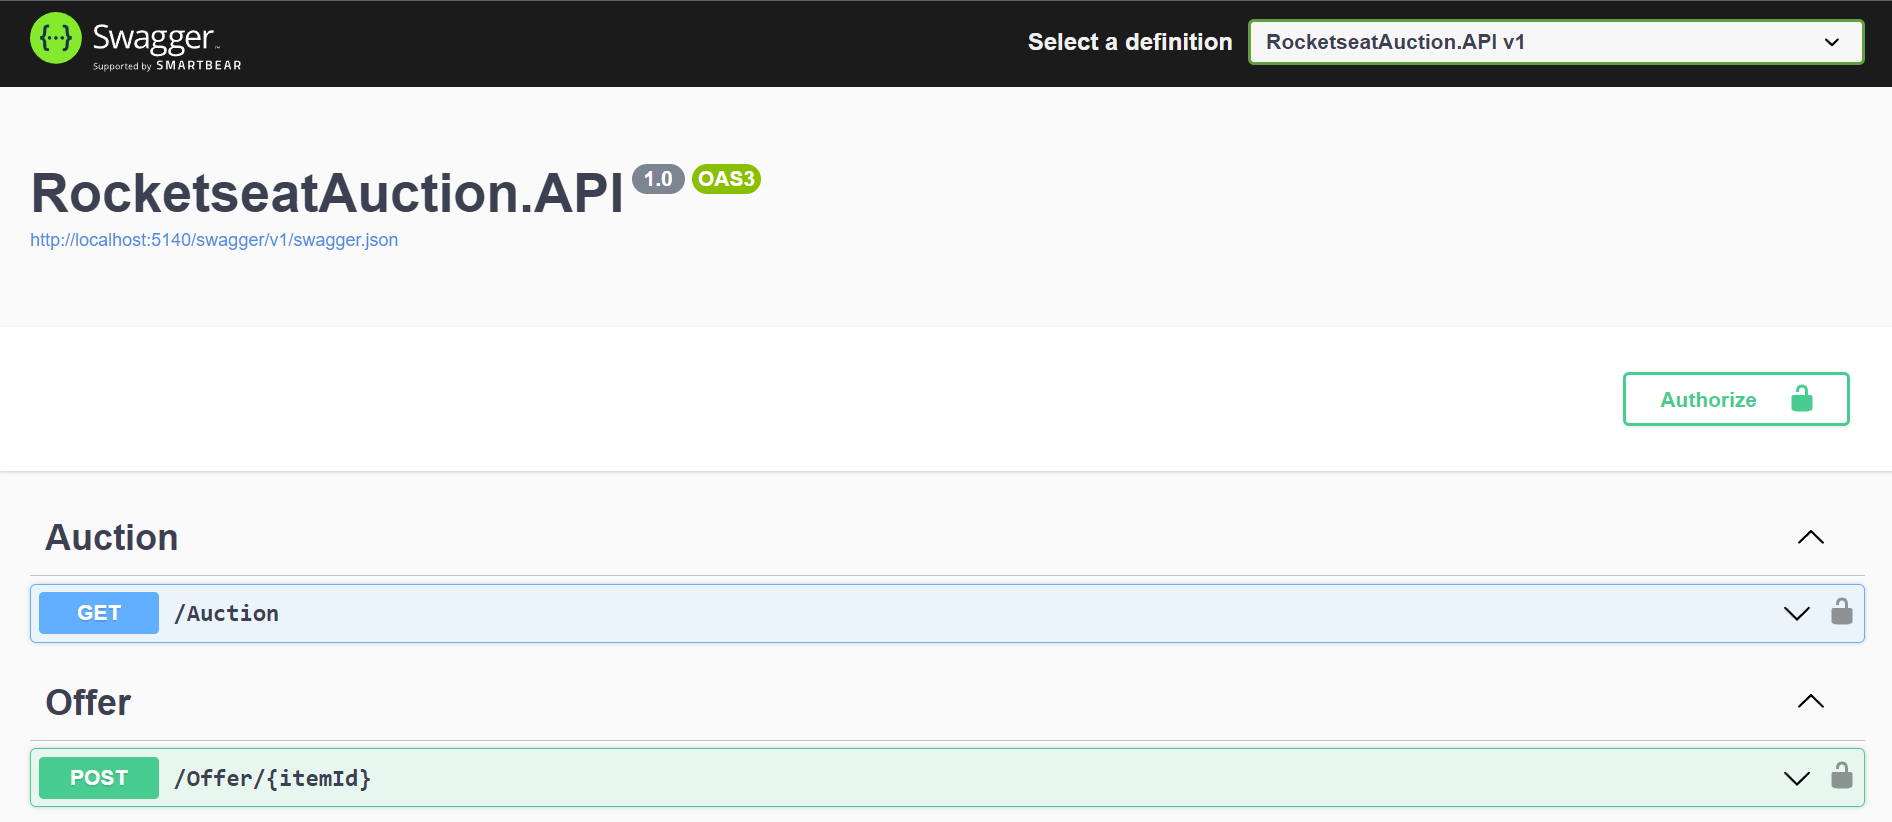 {...} Swagger™
Supported by SMARTBEAR
Select a definition
RocketseatAuction.API v1
RocketseatAuction.API 1.0 OAS3
http://localhost:5140/swagger/v1/swagger.json
Authorize
Auction
GET /Auction
Offer
POST /Offer/{itemId}